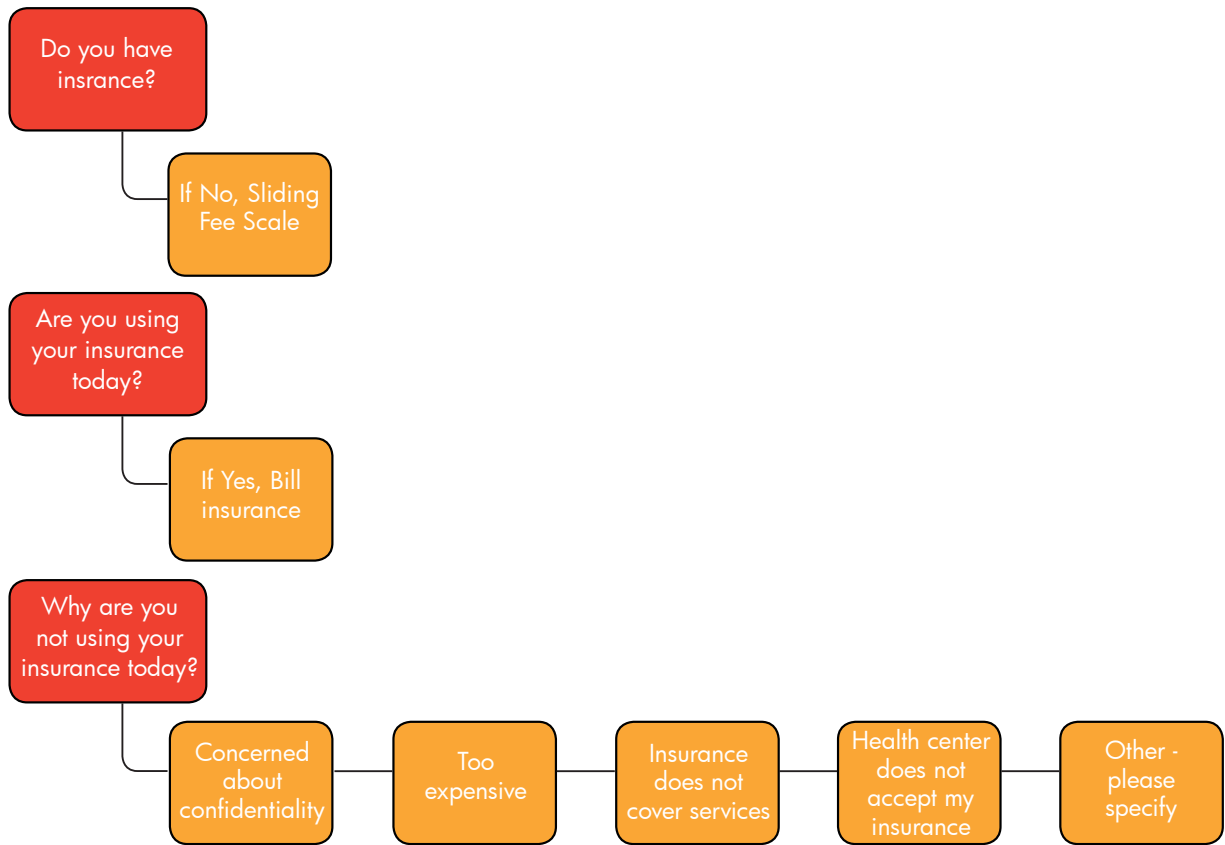 Do you have
insrance?
If No, Sliding
Fee Scale
Are you using
your insurance
today?
If Yes, Bill
insurance
Why are you
not using your
insurance today?
Concerned
about
confidentiality
Too
expensive
Insurance
does not
cover services
Health center
does not
accept my
insurance
Other -
please
specify